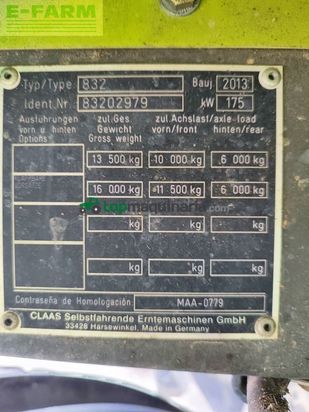 E-FARM
Typ/Type 832 Bauj 2013
Ident.Nr 83202979 kW 175
Ausführungen vorn u hinten Options zul.Ges. Gewicht Gross weight zul.Achslast/axle-load vorn/front hinten/rear
13 500 kg 10 000 kg 6 000 kg
16 000 kg 11 500 kg 6 000 kg
topmaquinaria.com
kg kg kg
kg kg kg
Contraseña de Homologación MAA-0779
CLAAS Selbstfahrende Erntemaschinen GmbH
33428 Harsewinkel, Made in Germany